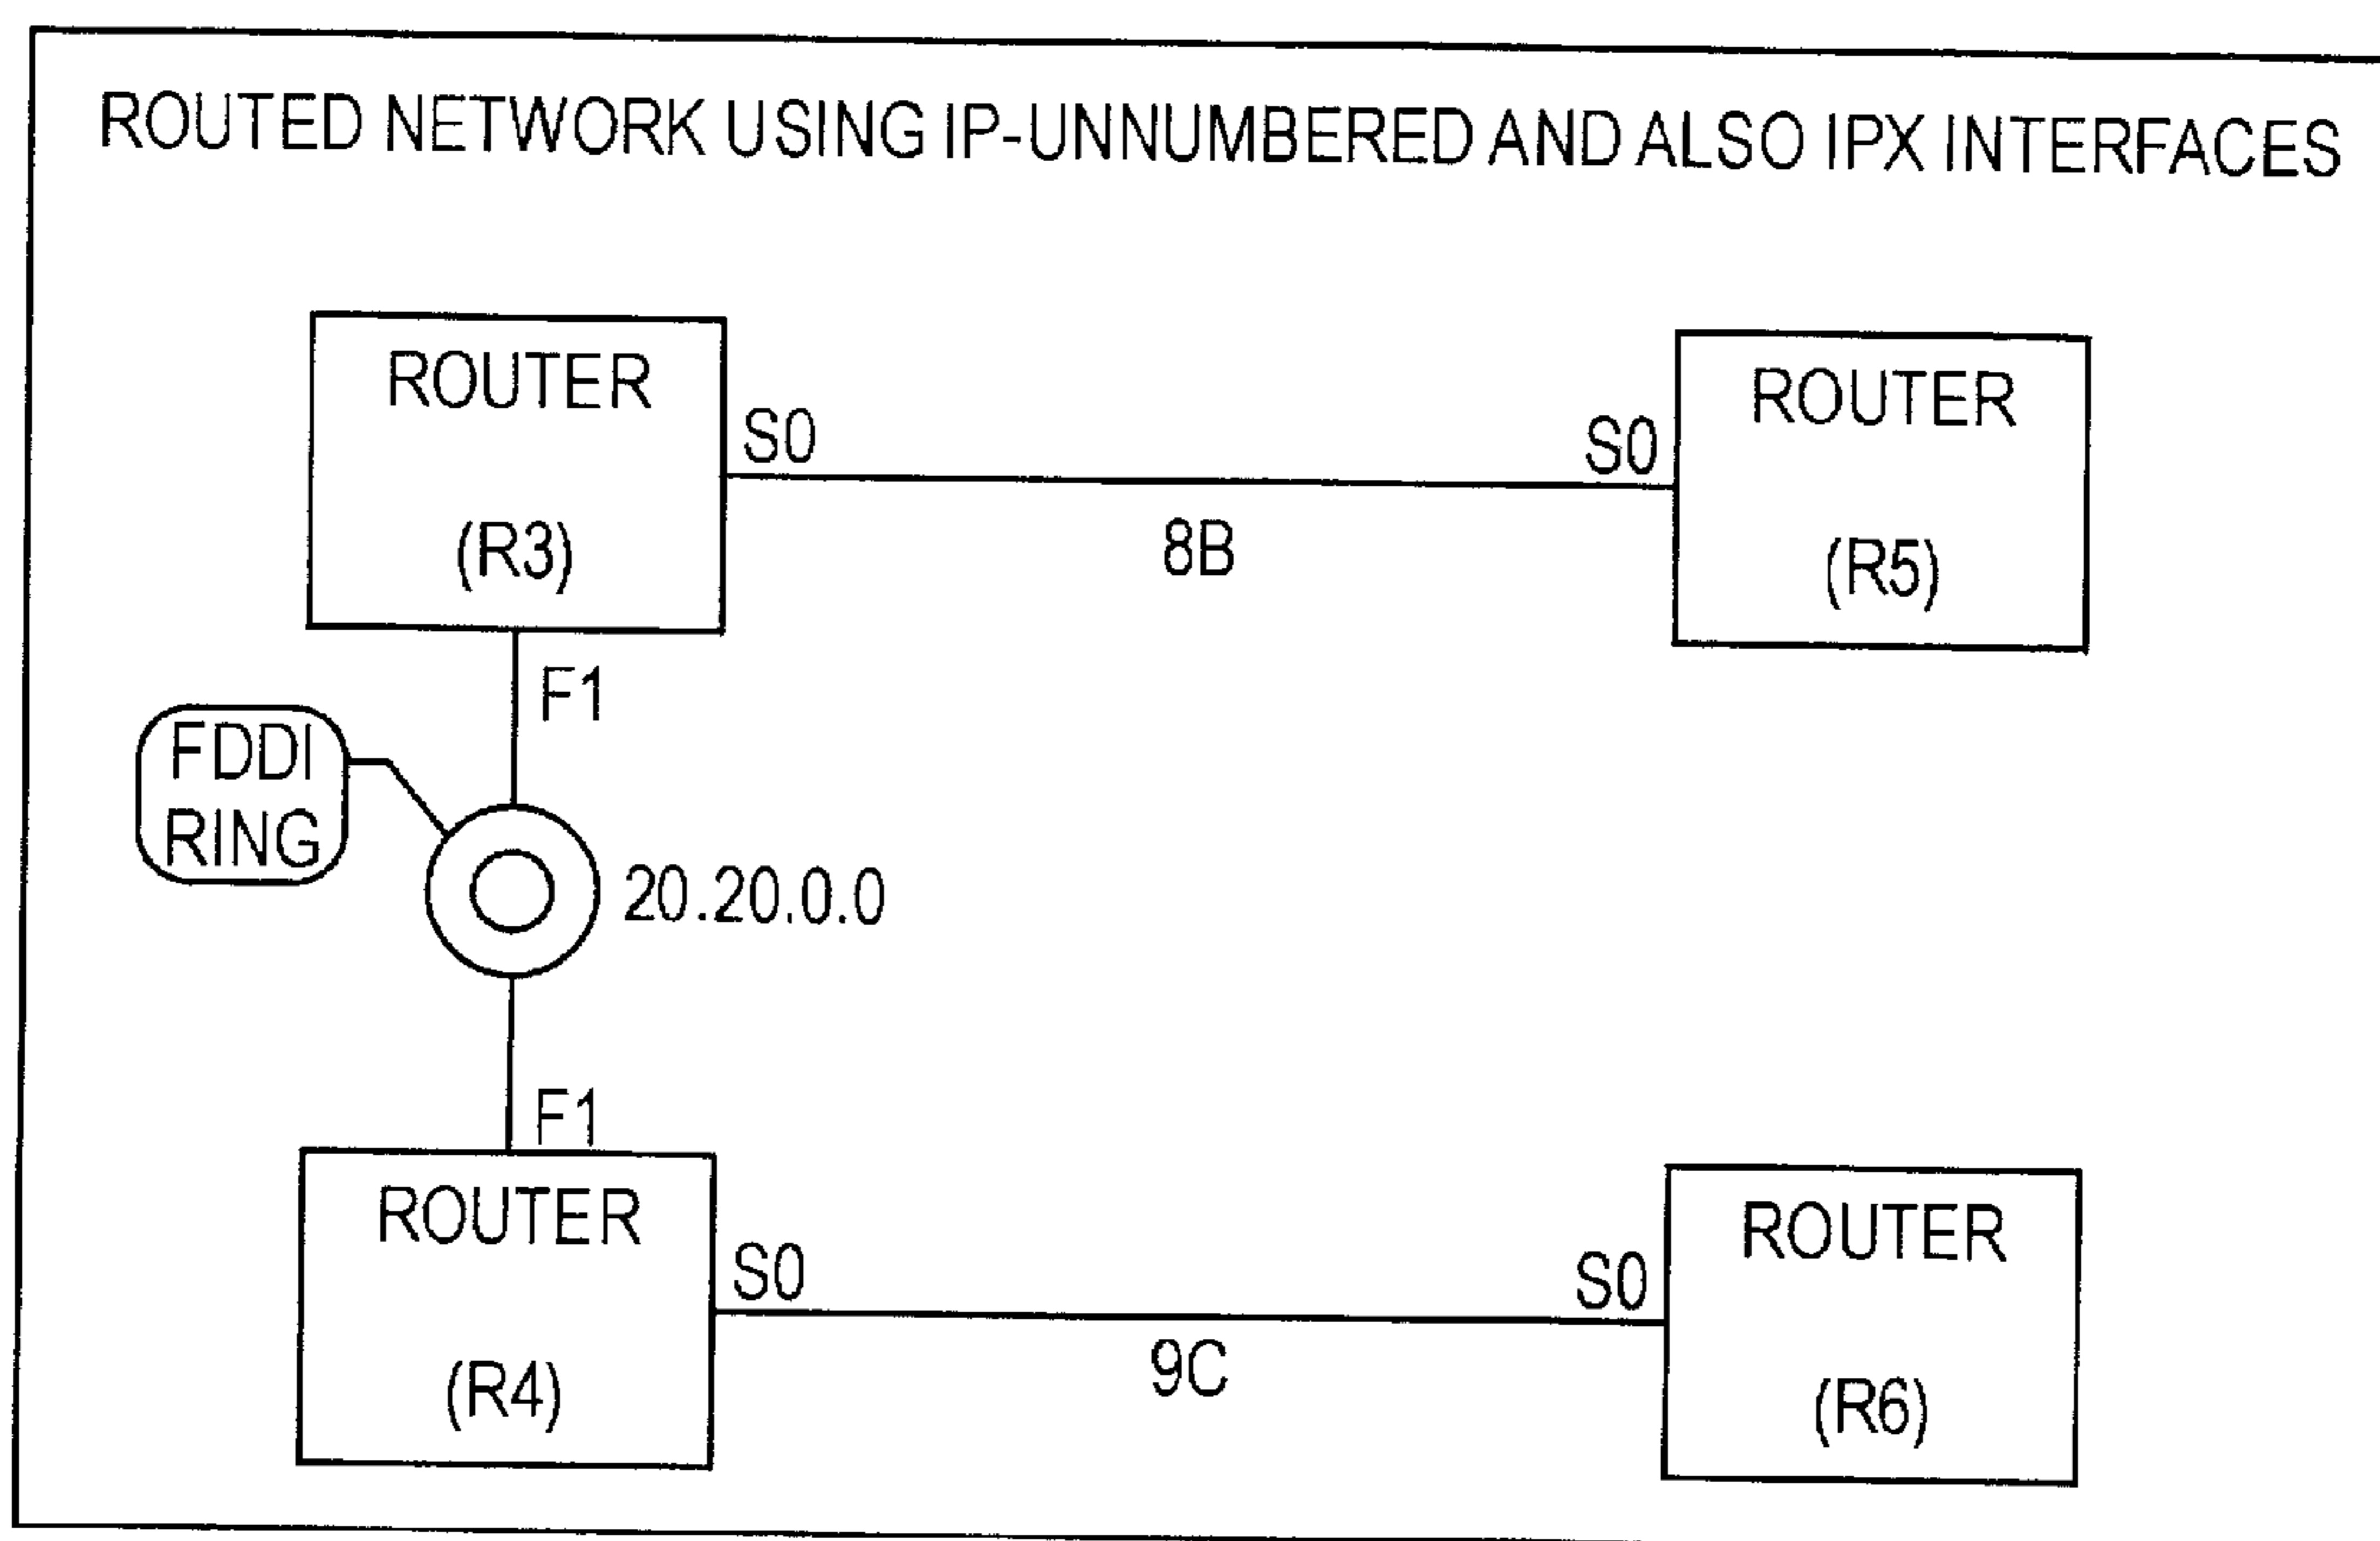 ROUTED NETWORK USING IP-UNNUMBERED AND ALSO IPX INTERFACES
ROUTER
(R3)
S0
S0
8B
ROUTER
(R5)
F1
FDDI
RING
20.20.0.0
F1
ROUTER
(R4)
S0
S0
9C
ROUTER
(R6)